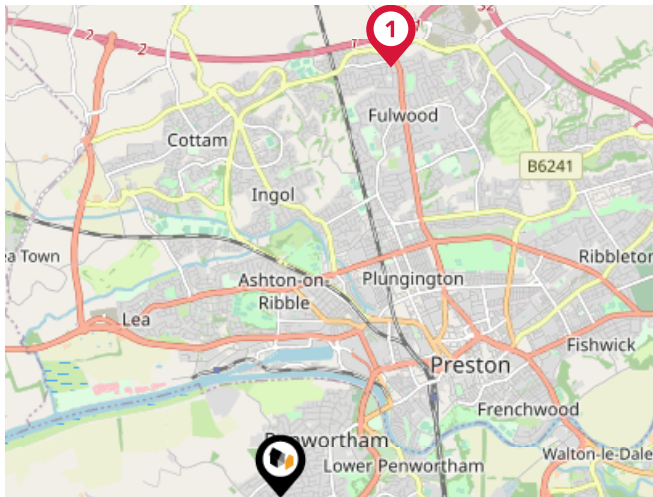 32
2
1
1
2
Fulwood
Cottam
B6241
Ingol
ea Town
Ribbleton
Ashton-on-
Ribble
Plungington
Lea
Fishwick
Preston
Frenchwood
Penwortham
Walton-le-Dale
Lower Penwortham